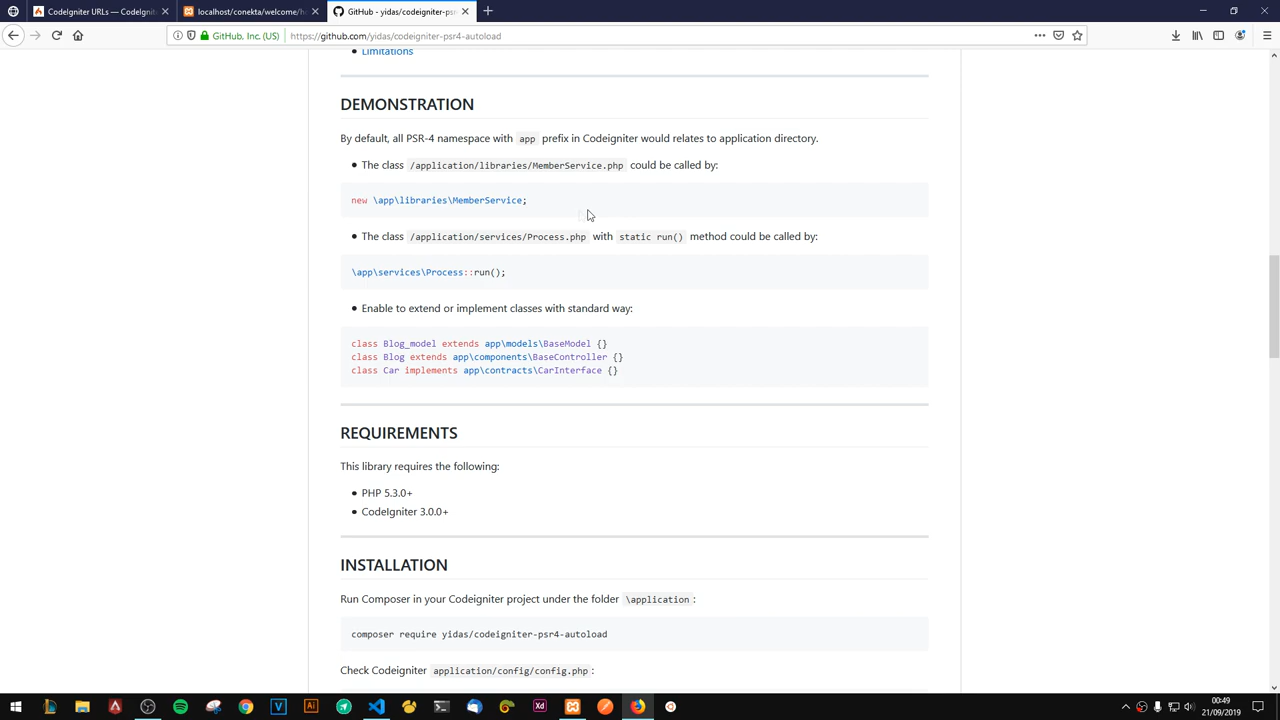 CodeIgniter URLs — CodeIgnite
localhost/conekta/welcome/h
GitHub - yidas/codeigniter-psr
GitHub, Inc. (US)
https://github.com/yidas/codeigniter-psr4-autoload
Limitations
DEMONSTRATION
By default, all PSR-4 namespace with app prefix in Codeigniter would relates to application directory.
The class /application/libraries/MemberService.php could be called by:
new \app\libraries\MemberService;
The class /application/services/Process.php with static run() method could be called by:
\app\services\Process::run();
Enable to extend or implement classes with standard way:
class Blog_model extends app\models\BaseModel {}
class Blog extends app\components\BaseController {}
class Car implements app\contracts\CarInterface {}
REQUIREMENTS
This library requires the following:
PHP 5.3.0+
CodeIgniter 3.0.0+
INSTALLATION
Run Composer in your Codeigniter project under the folder \application :
composer require yidas/codeigniter-psr4-autoload
Check Codeigniter application/config/config.php :
00:49
21/09/2019